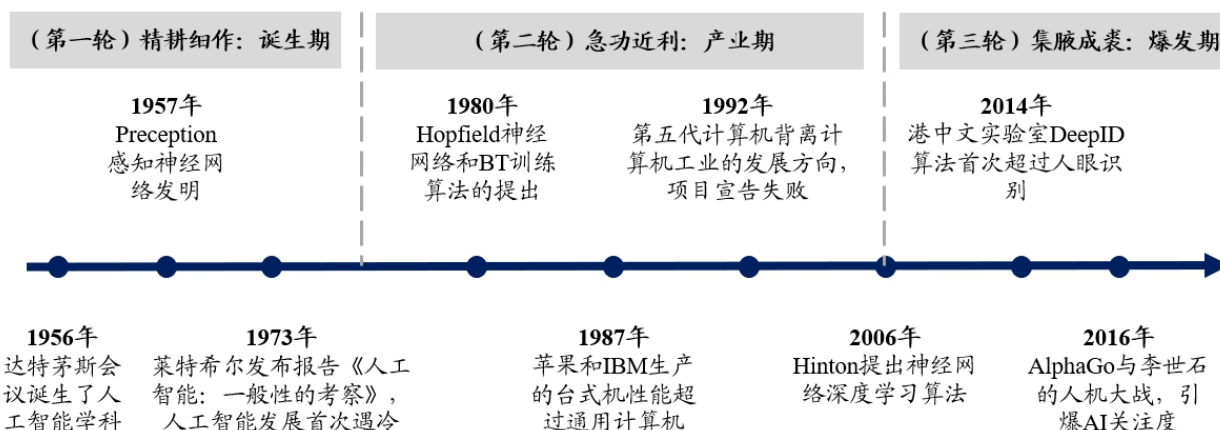 （第一轮）精耕细作：诞生期
（第二轮）急功近利：产业期
（第三轮）集腋成裘：爆发期
1957年
Preception
感知神经网
络发明
1980年
Hopfield神经
网络和BT训练
算法的提出
1992年
第五代计算机背离计
算机工业的发展方向，
项目宣告失败
2014年
港中文实验室DeepID
算法首次超过人眼识
别
1956年
达特茅斯会
议诞生了人
工智能学科
1973年
莱特希尔发布报告《人工
智能：一般性的考察》，
人工智能发展首次遇冷
1987年
苹果和IBM生产
的台式机性能超
过通用计算机
2006年
Hinton提出神经网
络深度学习算法
2016年
AlphaGo与李世石
的人机大战，引
爆AI关注度